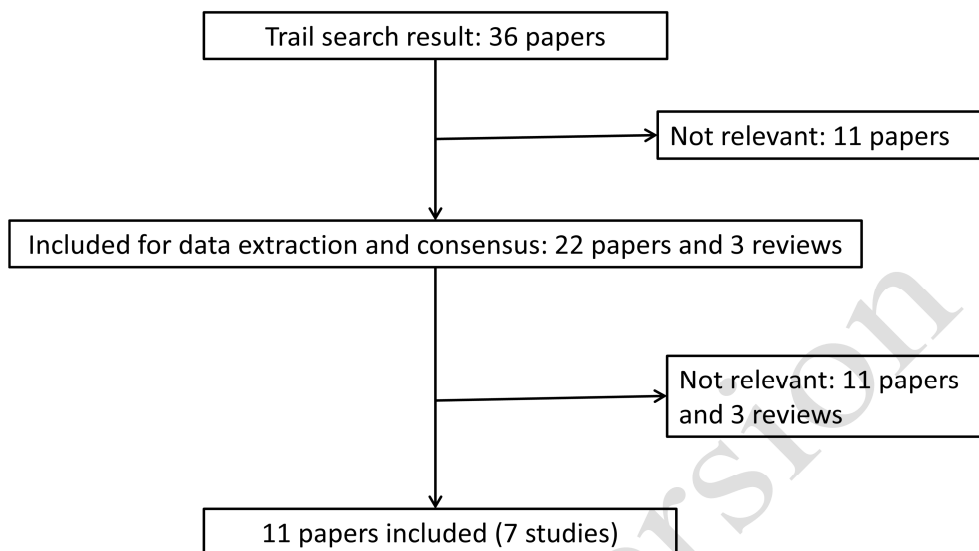 Trail search result: 36 papers
Not relevant: 11 papers
Included for data extraction and consensus: 22 papers and 3 reviews
Not relevant: 11 papers
and 3 reviews
11 papers included (7 studies)
ersion